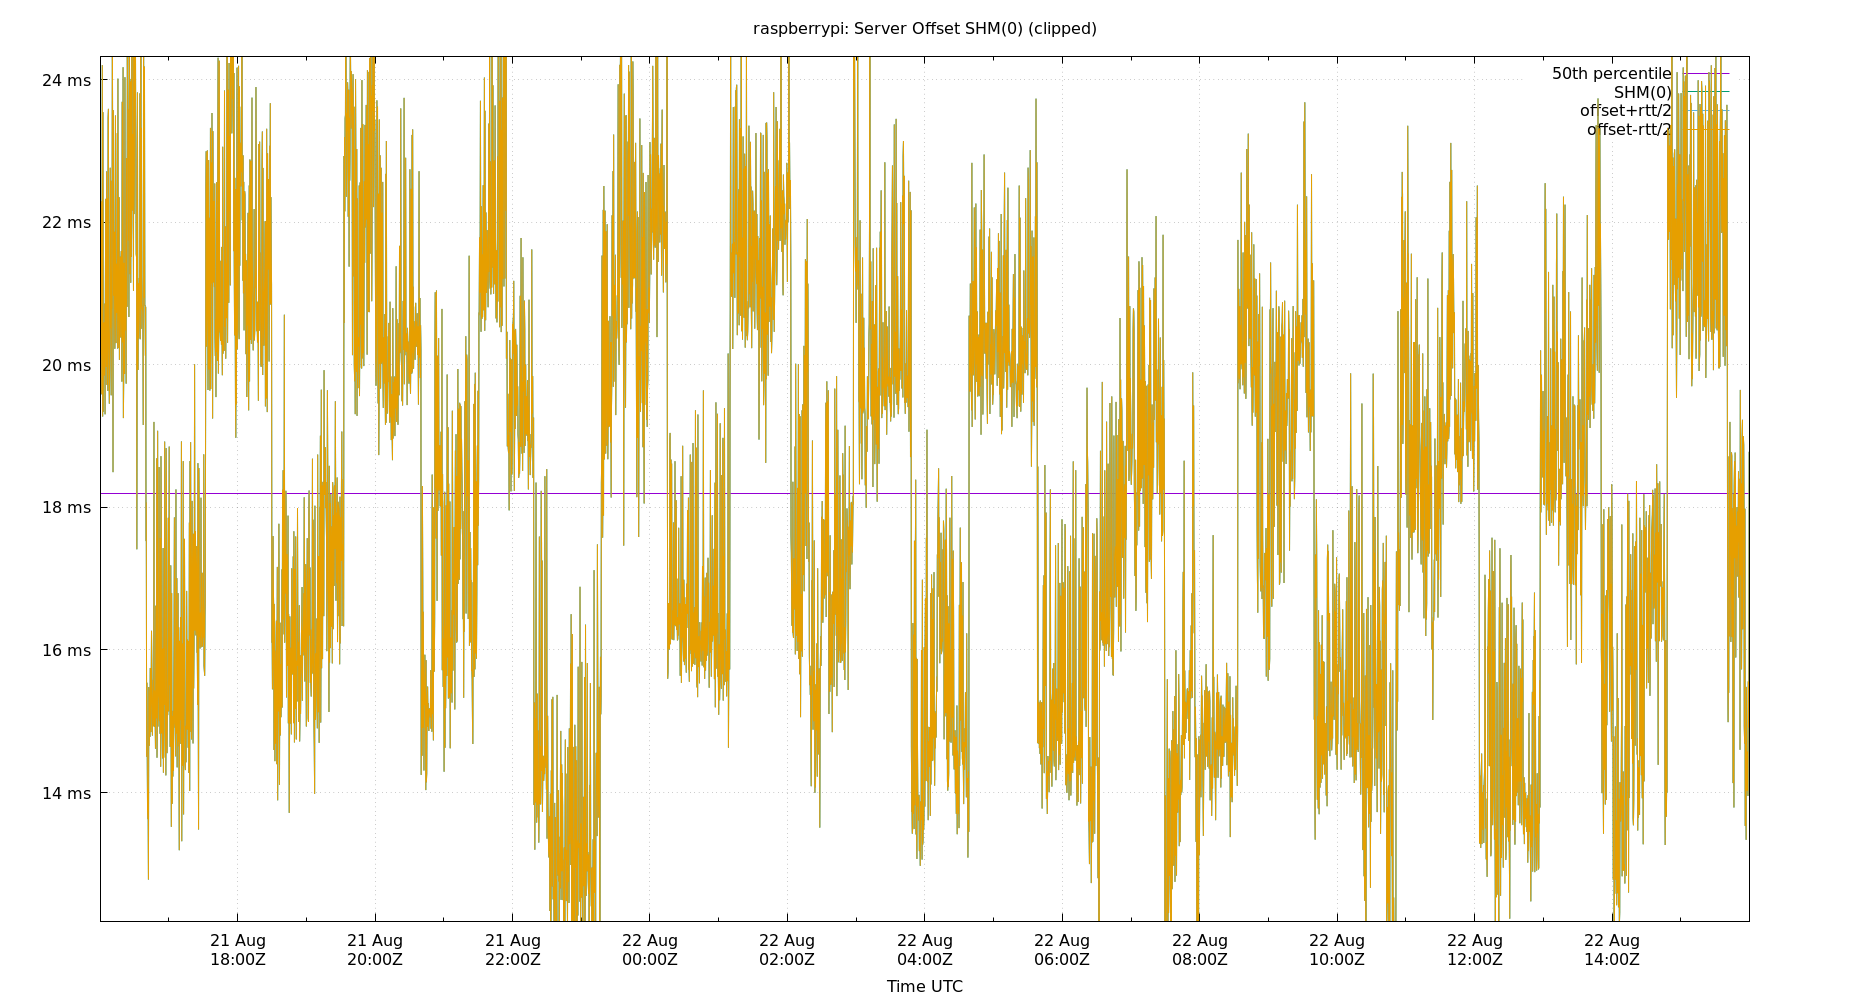 raspberrypi: Server Offset SHM(0) (clipped)
50th percentile
SHM(0)
offset+rtt/2
offset-rtt/2
24 ms
22 ms
20 ms
18 ms
16 ms
14 ms
21 Aug 21 Aug 21 Aug 22 Aug 22 Aug 22 Aug 22 Aug 22 Aug 22 Aug 22 Aug 22 Aug
18:00Z 20:00Z 22:00Z 00:00Z 02:00Z 04:00Z 06:00Z 08:00Z 10:00Z 12:00Z 14:00Z
Time UTC